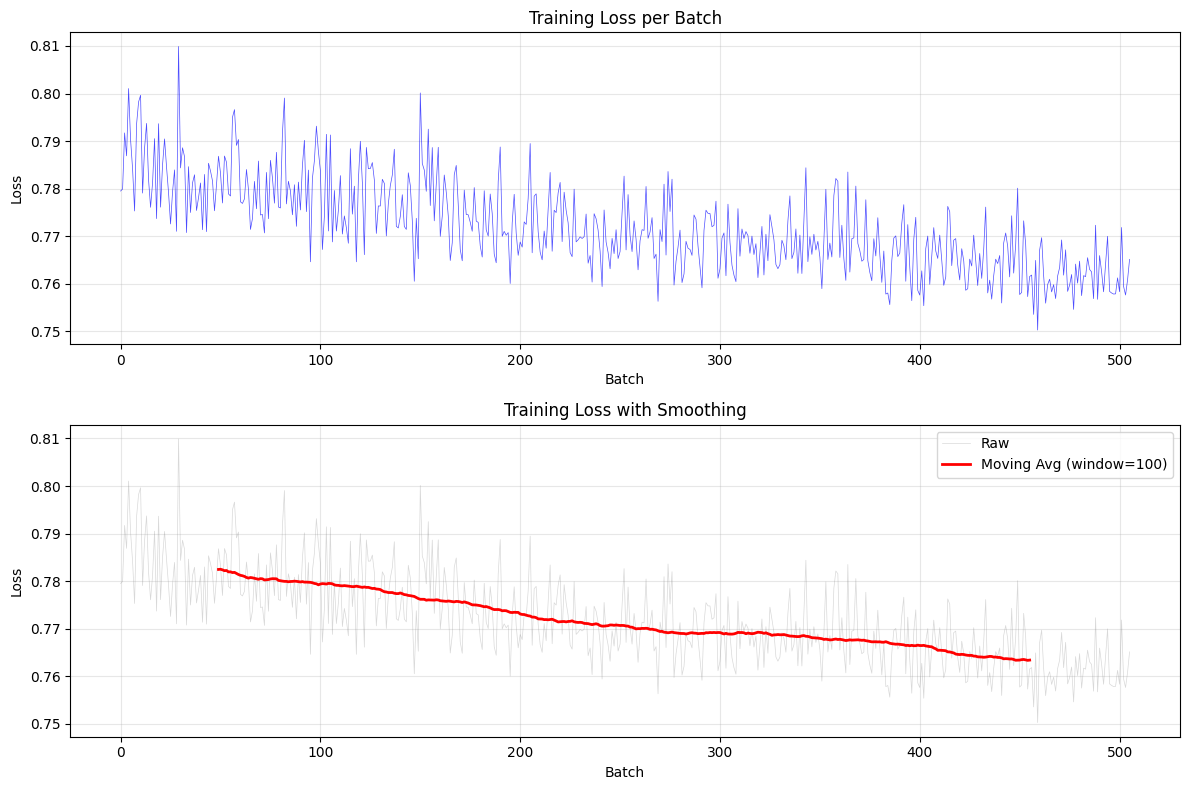 Training Loss per Batch
0.81
0.80
0.79
0.78
0.77
0.76
0.75
Loss
0 100 200 300 400 500
Batch
Training Loss with Smoothing
0.81
0.80
0.79
0.78
0.77
0.76
0.75
Loss
Raw
Moving Avg (window=100)
0 100 200 300 400 500
Batch